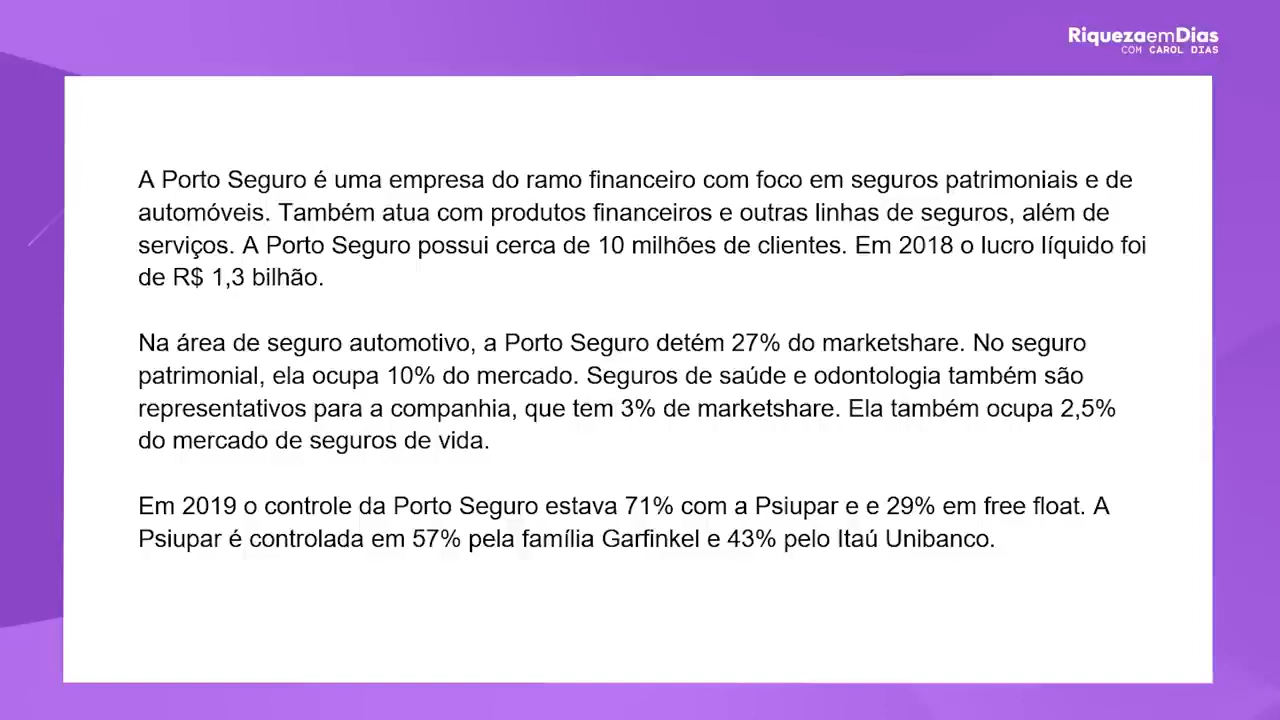 RiquezaemDias
COM CAROL DIAS
A Porto Seguro é uma empresa do ramo financeiro com foco em seguros patrimoniais e de
automóveis. Também atua com produtos financeiros e outras linhas de seguros, além de
serviços. A Porto Seguro possui cerca de 10 milhões de clientes. Em 2018 o lucro líquido foi
de R$ 1,3 bilhão.
Na área de seguro automotivo, a Porto Seguro detém 27% do marketshare. No seguro
patrimonial, ela ocupa 10% do mercado. Seguros de saúde e odontologia também são
representativos para a companhia, que tem 3% de marketshare. Ela também ocupa 2,5%
do mercado de seguros de vida.
Em 2019 o controle da Porto Seguro estava 71% com a Psiupar e e 29% em free float. A
Psiupar é controlada em 57% pela família Garfinkel e 43% pelo Itaú Unibanco.